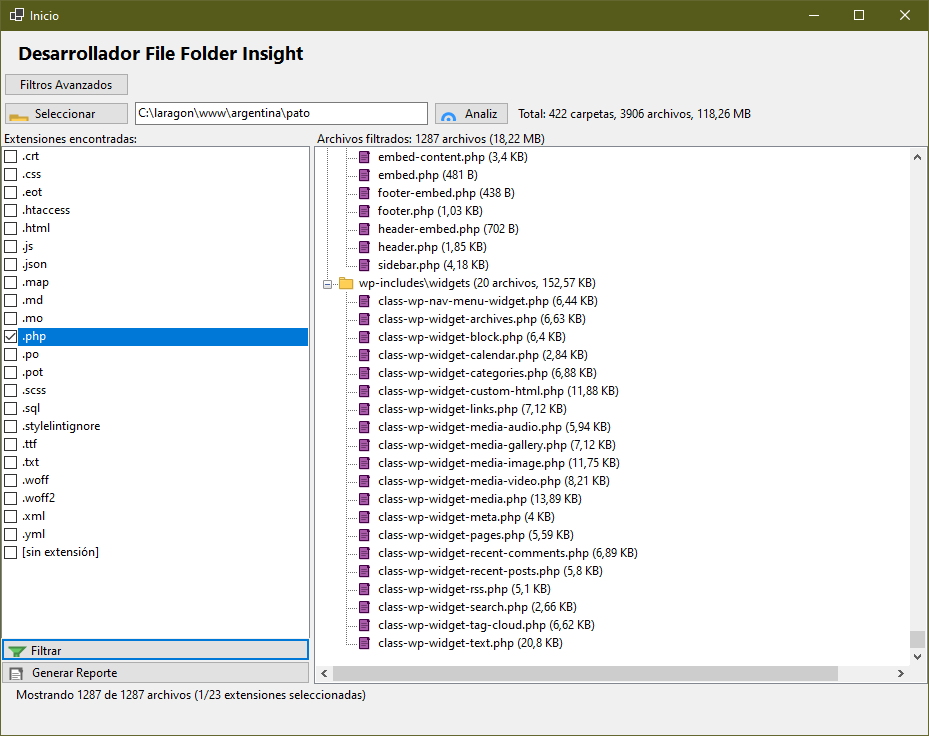 Inicio
Desarrollador File Folder Insight
Filtros Avanzados
Seleccionar
C:\laragon\www\argentina\pato
Analiz
Total: 422 carpetas, 3906 archivos, 118,26 MB
Extensiones encontradas:
.crt
.css
.eot
.htaccess
.html
.js
.json
.map
.md
.mo
.php
.po
.pot
.scss
.sql
.stylelintignore
.ttf
.txt
.woff
.woff2
.xml
.yml
[sin extensión]
Filtrar
Generar Reporte
Archivos filtrados: 1287 archivos (18,22 MB)
embed-content.php (3,4 KB)
embed.php (481 B)
footer-embed.php (438 B)
footer.php (1,03 KB)
header-embed.php (702 B)
header.php (1,85 KB)
sidebar.php (4,18 KB)
wp-includes\widgets (20 archivos, 152,57 KB)
class-wp-nav-menu-widget.php (6,44 KB)
class-wp-widget-archives.php (6,63 KB)
class-wp-widget-block.php (6,4 KB)
class-wp-widget-calendar.php (2,84 KB)
class-wp-widget-categories.php (6,88 KB)
class-wp-widget-custom-html.php (11,88 KB)
class-wp-widget-links.php (7,12 KB)
class-wp-widget-media-audio.php (5,94 KB)
class-wp-widget-media-gallery.php (7,12 KB)
class-wp-widget-media-image.php (11,75 KB)
class-wp-widget-media-video.php (8,21 KB)
class-wp-widget-media.php (13,89 KB)
class-wp-widget-meta.php (4 KB)
class-wp-widget-pages.php (5,59 KB)
class-wp-widget-recent-comments.php (6,89 KB)
class-wp-widget-recent-posts.php (5,8 KB)
class-wp-widget-rss.php (5,1 KB)
class-wp-widget-search.php (2,66 KB)
class-wp-widget-tag-cloud.php (6,62 KB)
class-wp-widget-text.php (20,8 KB)
Mostrando 1287 de 1287 archivos (1/23 extensiones seleccionadas)